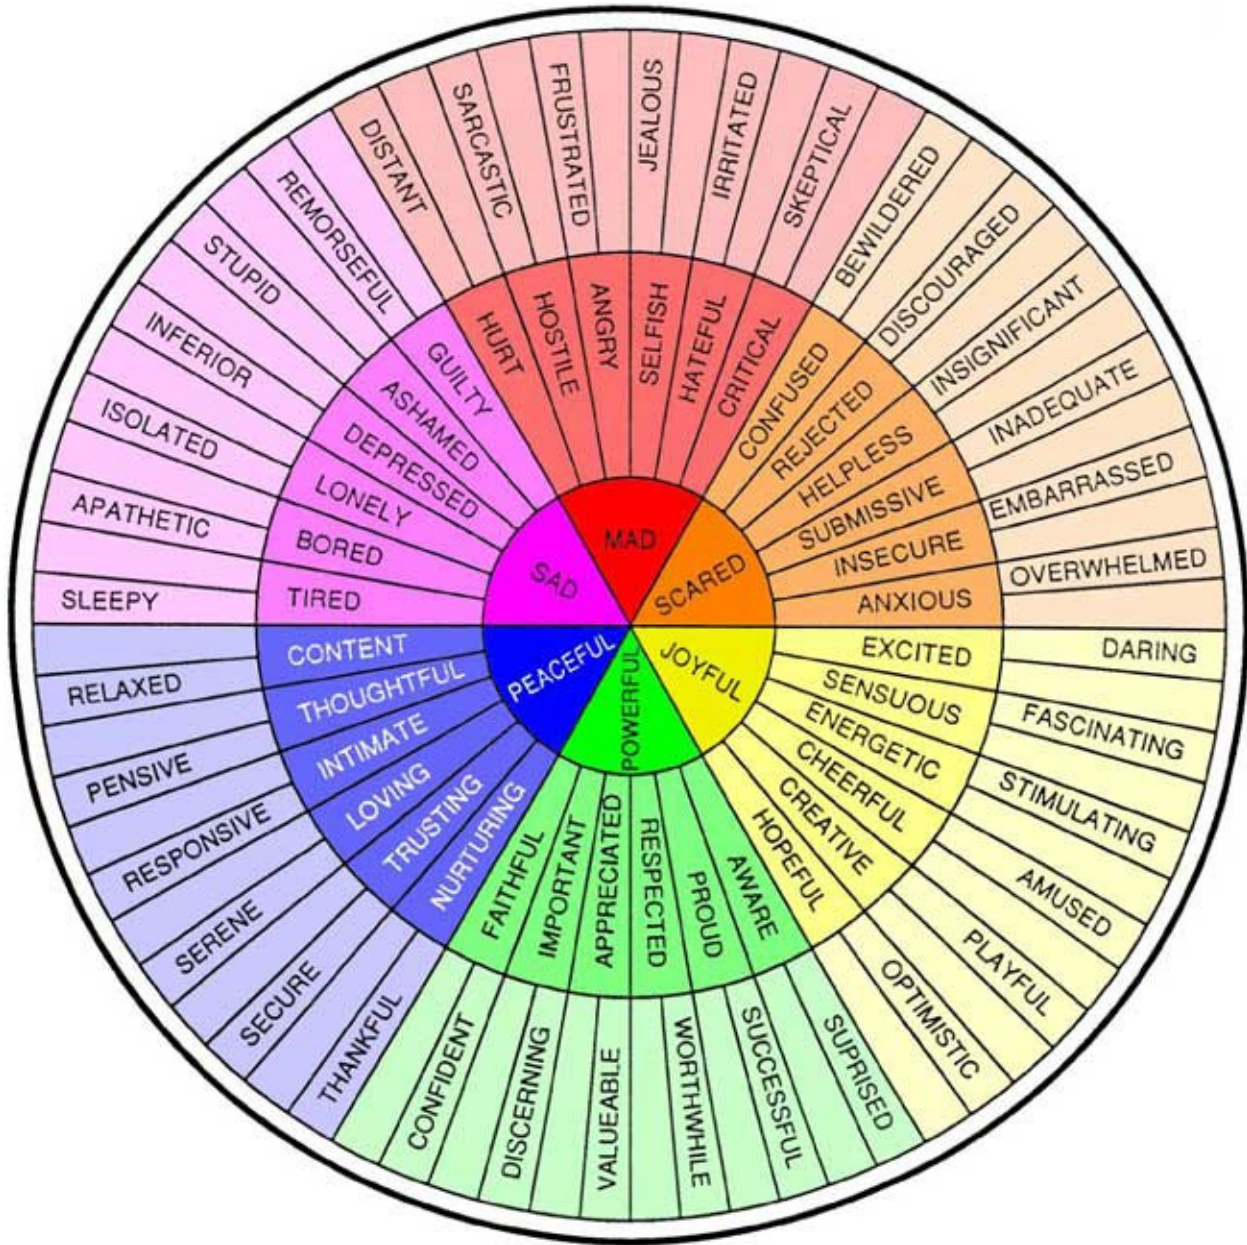 MAD
SCARED
JOYFUL
POWERFUL
PEACEFUL
SAD
HURT
HOSTILE
ANGRY
SELFISH
HATEFUL
CRITICAL
CONFUSED
REJECTED
HELPLESS
SUBMISSIVE
INSECURE
ANXIOUS
EXCITED
SENSUOUS
ENERGETIC
CHEERFUL
CREATIVE
HOPEFUL
AWARE
PROUD
RESPECTED
APPRECIATED
IMPORTANT
FAITHFUL
NURTURING
TRUSTING
LOVING
INTIMATE
THOUGHTFUL
CONTENT
TIRED
BORED
LONELY
DEPRESSED
ASHAMED
GUILTY
DISTANT
SARCASTIC
FRUSTRATED
JEALOUS
IRRITATED
SKEPTICAL
BEWILDERED
DISCOURAGED
INSIGNIFICANT
INADEQUATE
EMBARRASSED
OVERWHELMED
DARING
FASCINATING
STIMULATING
AMUSED
PLAYFUL
OPTIMISTIC
SUPRISED
SUCCESSFUL
WORTHWHILE
VALUEABLE
DISCERNING
CONFIDENT
THANKFUL
SECURE
SERENE
RESPONSIVE
PENSIVE
RELAXED
SLEEPY
APATHETIC
ISOLATED
INFERIOR
STUPID
REMORSEFUL